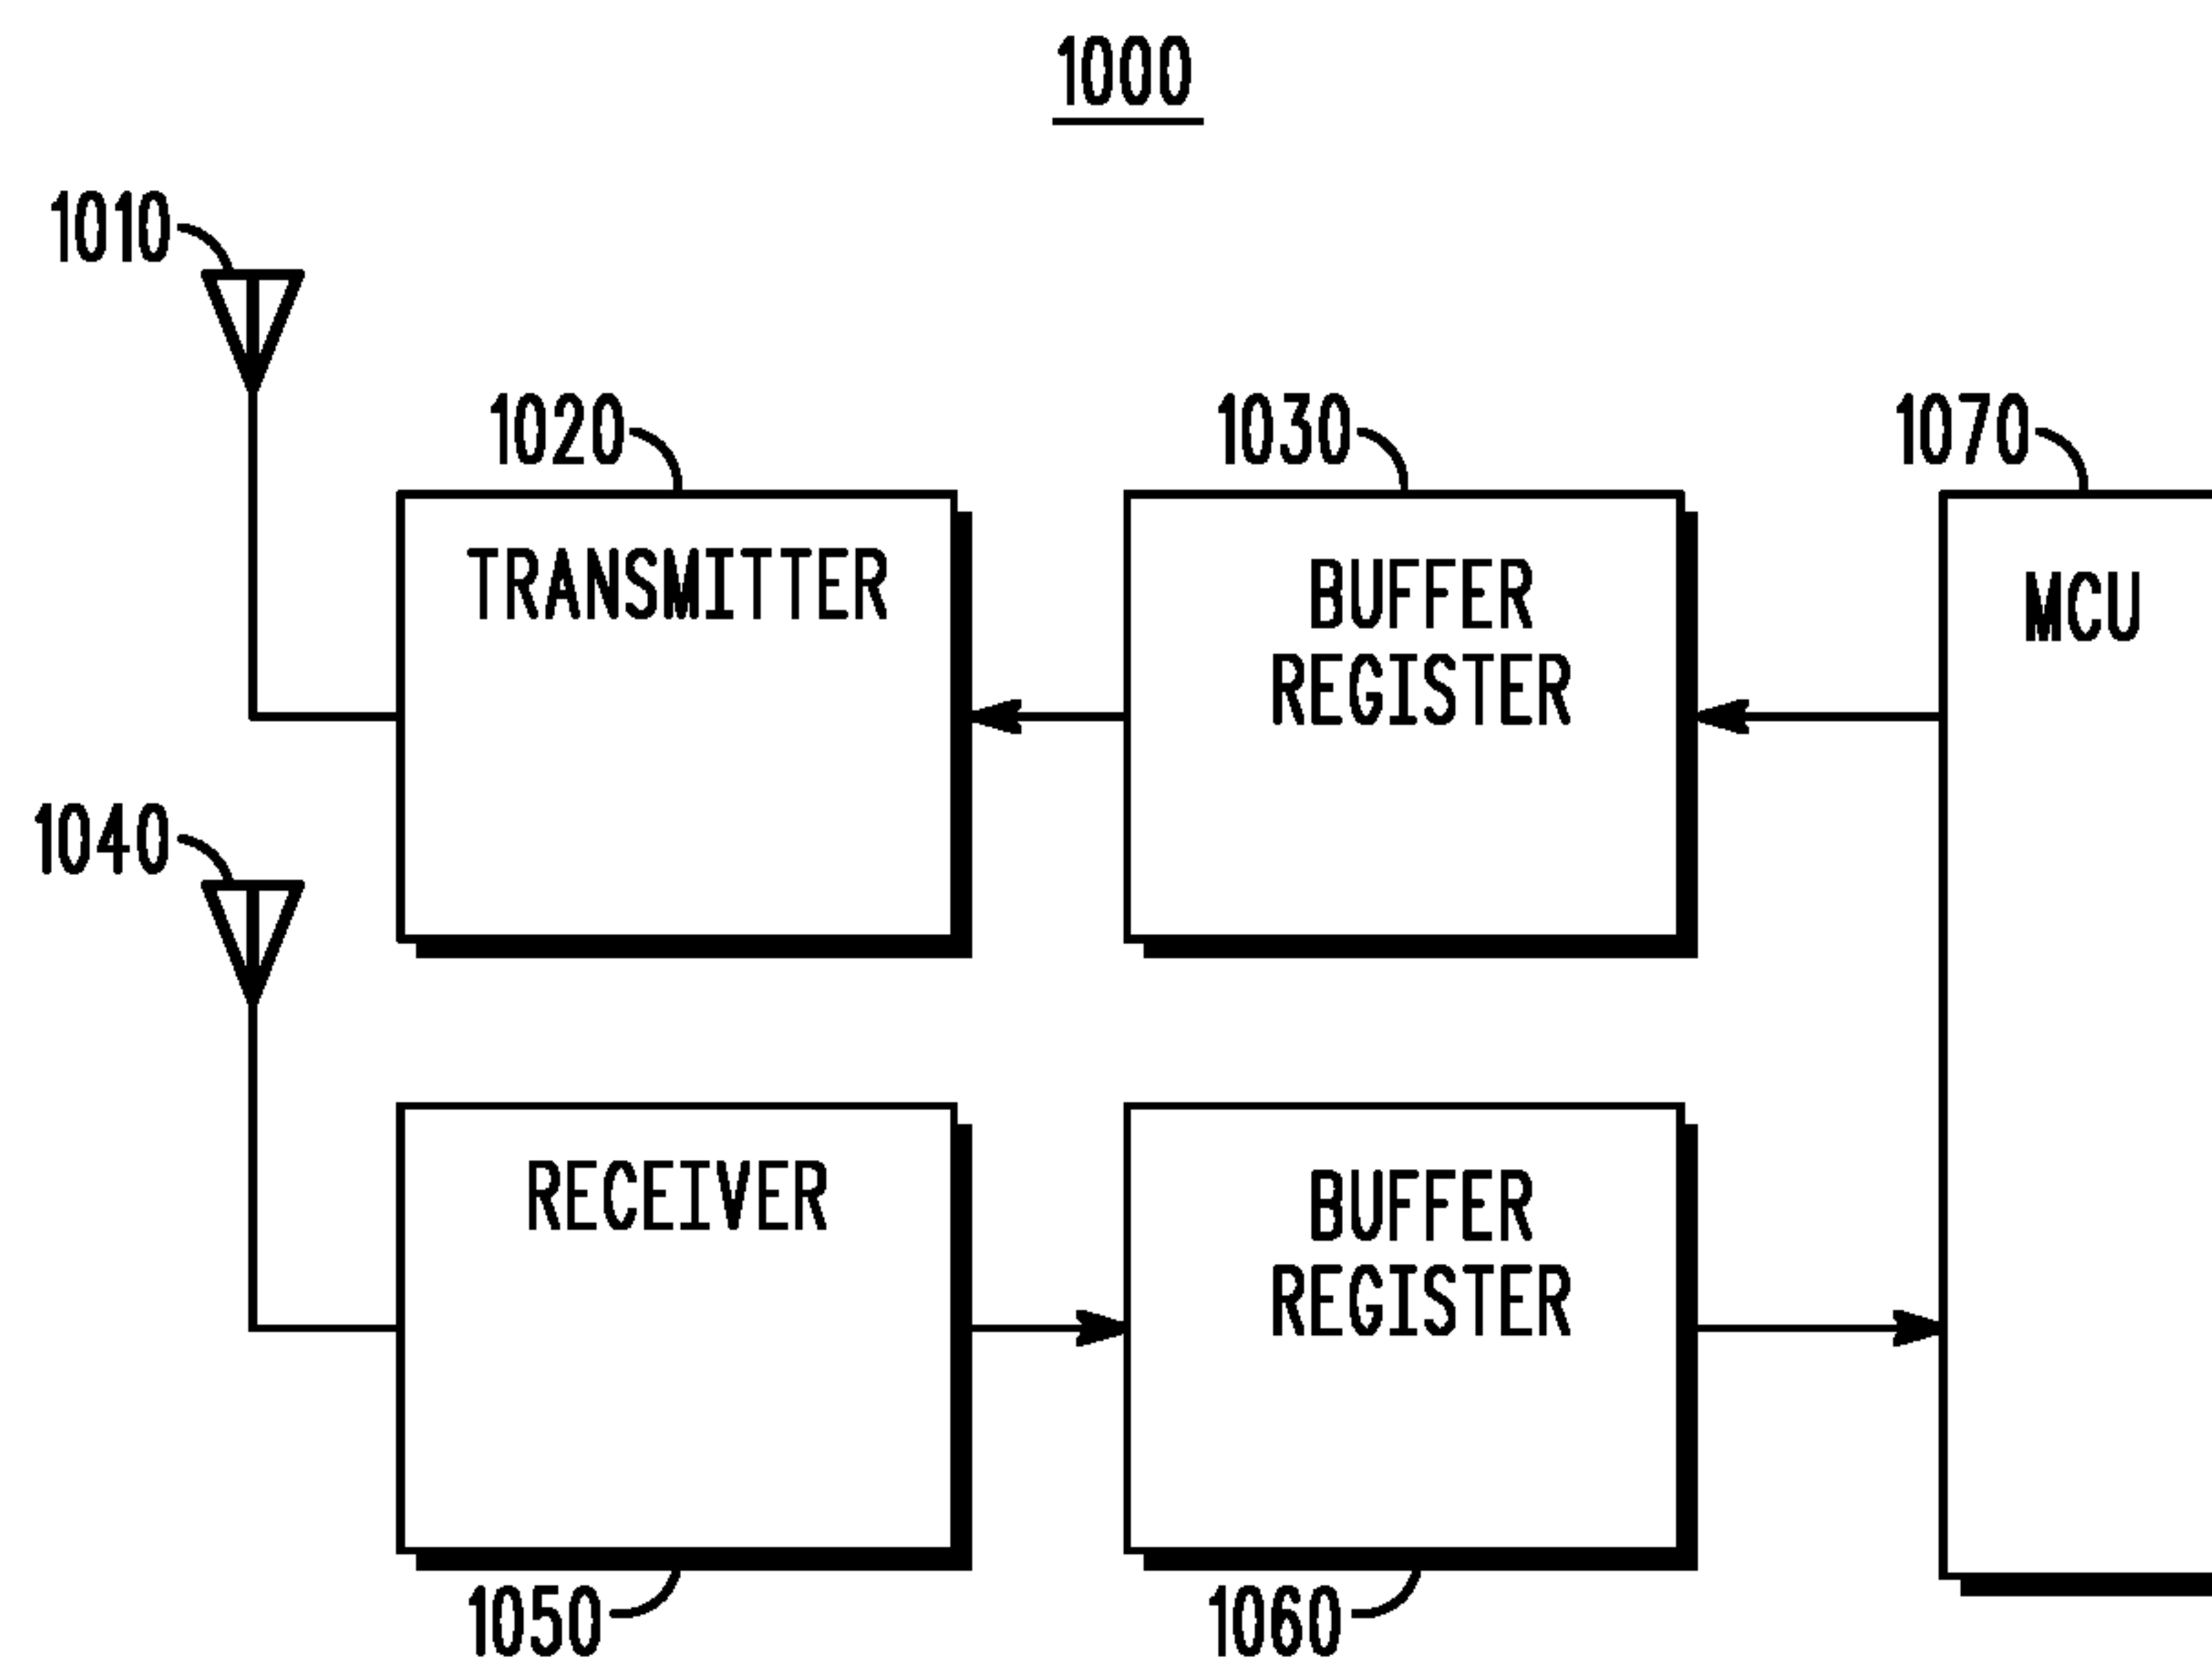 1000
1010
1020
1030
1070
TRANSMITTER
BUFFER
REGISTER
MCU
1040
RECEIVER
BUFFER
REGISTER
1050
1060